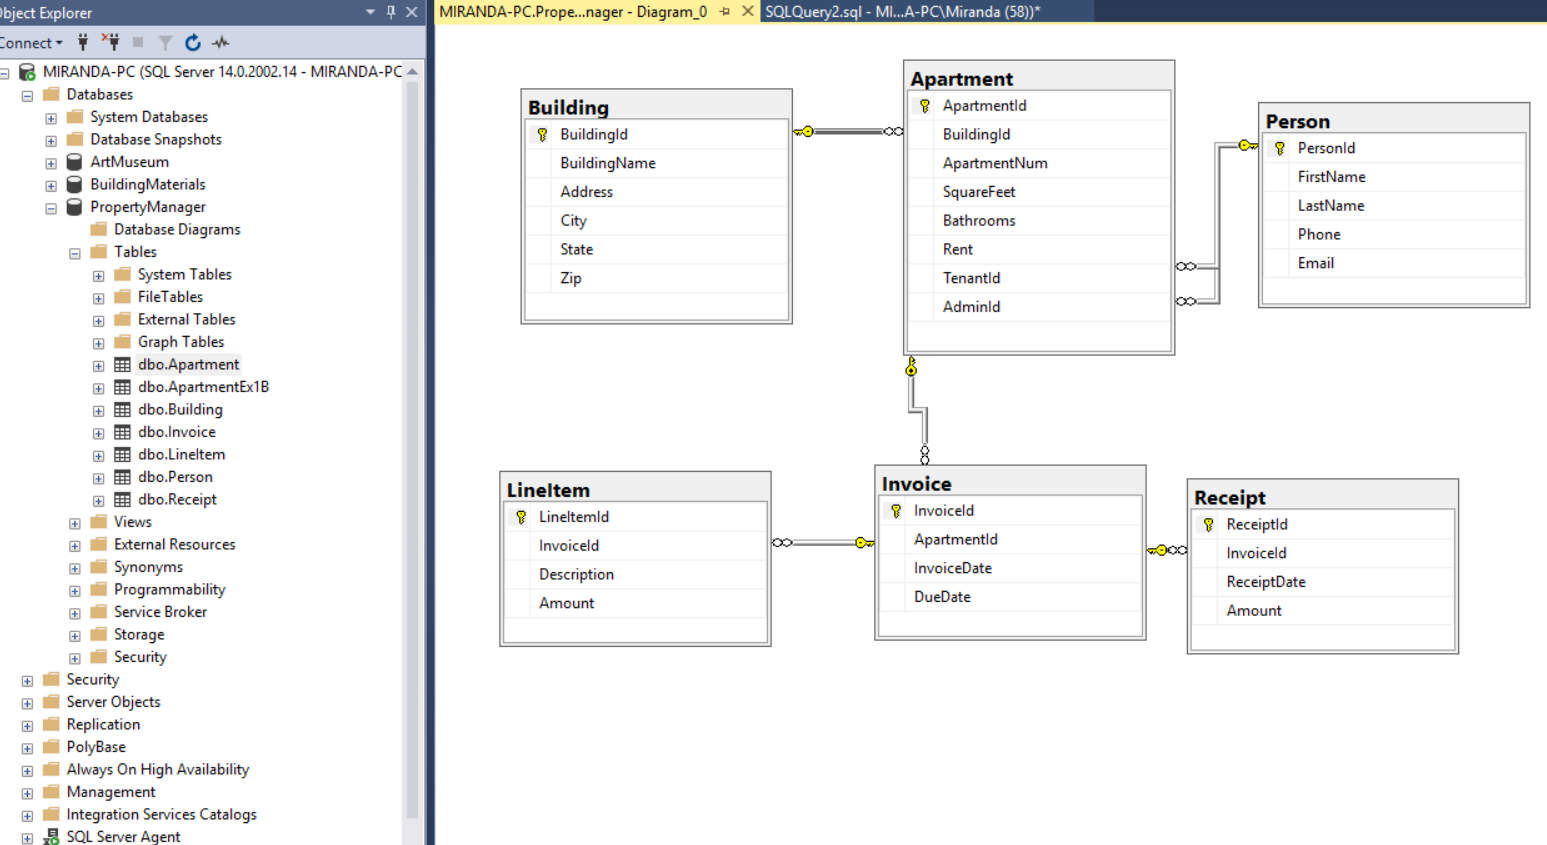 Object Explorer
Connect
MIRANDA-PC (SQL Server 14.0.2002.14 - MIRANDA-PC
Databases
System Databases
Database Snapshots
ArtMuseum
BuildingMaterials
PropertyManager
Database Diagrams
Tables
System Tables
FileTables
External Tables
Graph Tables
dbo.Apartment
dbo.ApartmentEx1B
dbo.Building
dbo.Invoice
dbo.LineItem
dbo.Person
dbo.Receipt
Views
External Resources
Synonyms
Programmability
Service Broker
Storage
Security
Security
Server Objects
Replication
PolyBase
Always On High Availability
Management
Integration Services Catalogs
SQL Server Agent
MIRANDA-PC.Prope...nager - Diagram_0
SQLQuery2.sql - MI...A-PC\Miranda (58))*
Building
BuildingId
BuildingName
Address
City
State
Zip
Apartment
ApartmentId
BuildingId
ApartmentNum
SquareFeet
Bathrooms
Rent
TenantId
AdminId
Person
PersonId
FirstName
LastName
Phone
Email
LineItem
LineItemId
InvoiceId
Description
Amount
Invoice
InvoiceId
ApartmentId
InvoiceDate
DueDate
Receipt
ReceiptId
InvoiceId
ReceiptDate
Amount